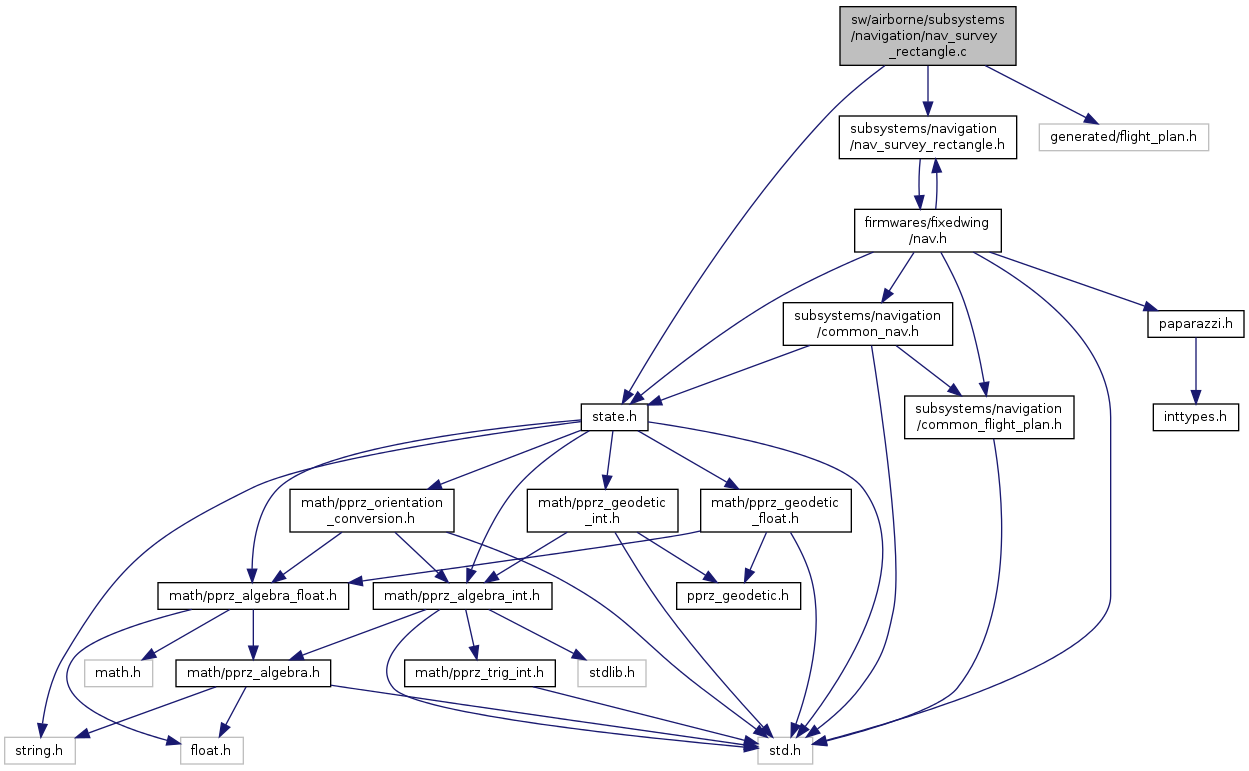 sw/airborne/subsystems
/navigation/nav_survey
_rectangle.c
subsystems/navigation
/nav_survey_rectangle.h
generated/flight_plan.h
firmwares/fixedwing
/nav.h
subsystems/navigation
/common_nav.h
paparazzi.h
state.h
subsystems/navigation
/common_flight_plan.h
inttypes.h
math/pprz_orientation
_conversion.h
math/pprz_geodetic
_int.h
math/pprz_geodetic
_float.h
math/pprz_algebra_float.h
math/pprz_algebra_int.h
pprz_geodetic.h
math.h
math/pprz_algebra.h
math/pprz_trig_int.h
stdlib.h
string.h
float.h
std.h